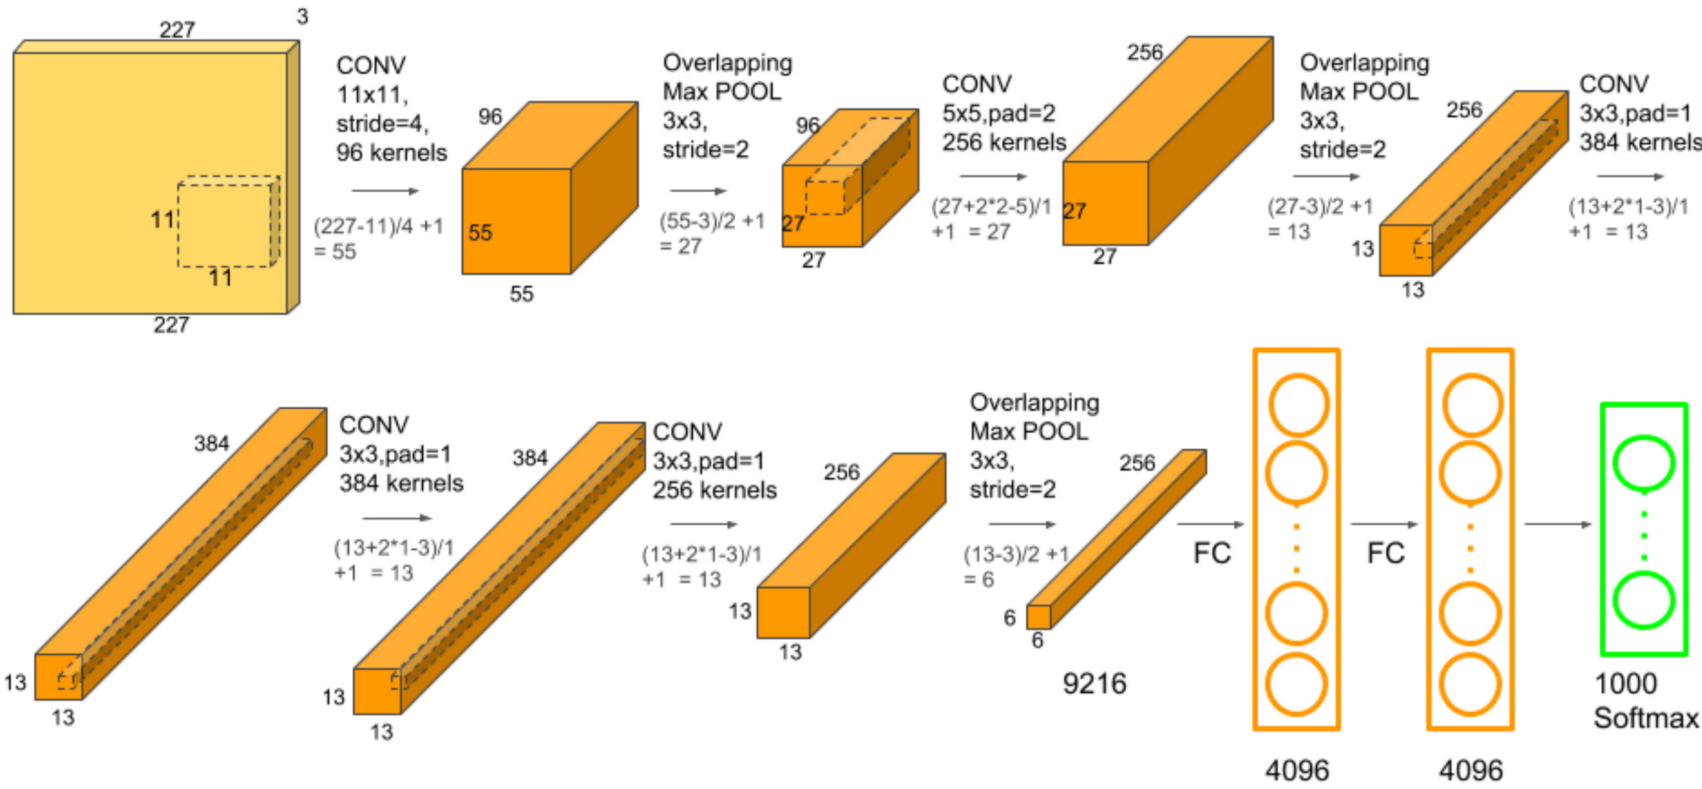 227
3
11
11
227
CONV
11x11,
stride=4,
96 kernels
(227-11)/4 +1
= 55
96
55
55
Overlapping
Max POOL
3x3,
stride=2
(55-3)/2 +1
= 27
96
27
27
CONV
5x5,pad=2
256 kernels
(27+2*2-5)/1
+1 = 27
256
27
27
Overlapping
Max POOL
3x3,
stride=2
(27-3)/2 +1
= 13
256
13
13
CONV
3x3,pad=1
384 kernels
(13+2*1-3)/1
+1 = 13
384
13
13
CONV
3x3,pad=1
384 kernels
(13+2*1-3)/1
+1 = 13
384
13
13
CONV
3x3,pad=1
256 kernels
(13+2*1-3)/1
+1 = 13
256
13
13
Overlapping
Max POOL
3x3,
stride=2
(13-3)/2 +1
= 6
256
6
6
9216
FC
4096
FC
4096
1000
Softmax